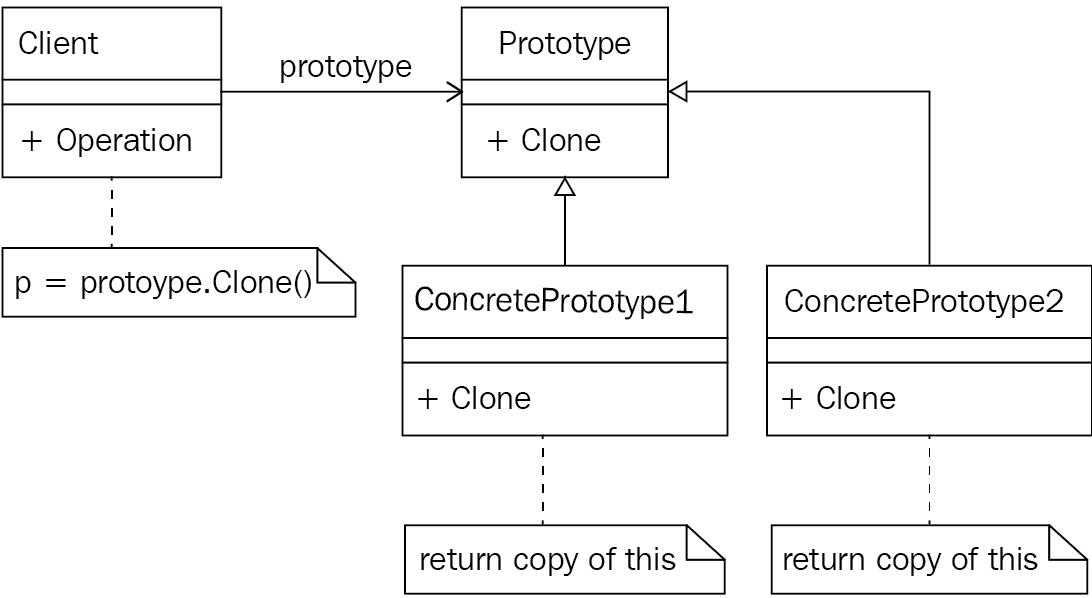 Client
prototype
Prototype
+ Operation
+ Clone
p = protoype.Clone()
ConcretePrototype1
ConcretePrototype2
+ Clone
+ Clone
return copy of this
return copy of this